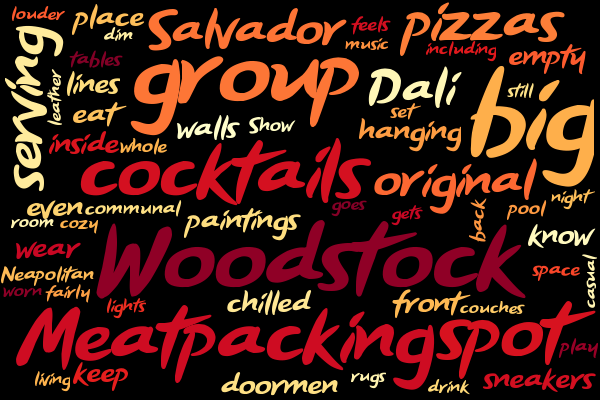 louder place Salvador feels pizzas
dim music including empty
serving tables group Dali still big
leather lines
eat walls Show set hanging
inside whole cocktails original
even communal goes gets back pool night
room cozy paintings know
wear Woodstock space casual
Neapolitan
worn fairly lights chilled front couches
Meatpacking spot play
living keep doormen rugs drink sneakers